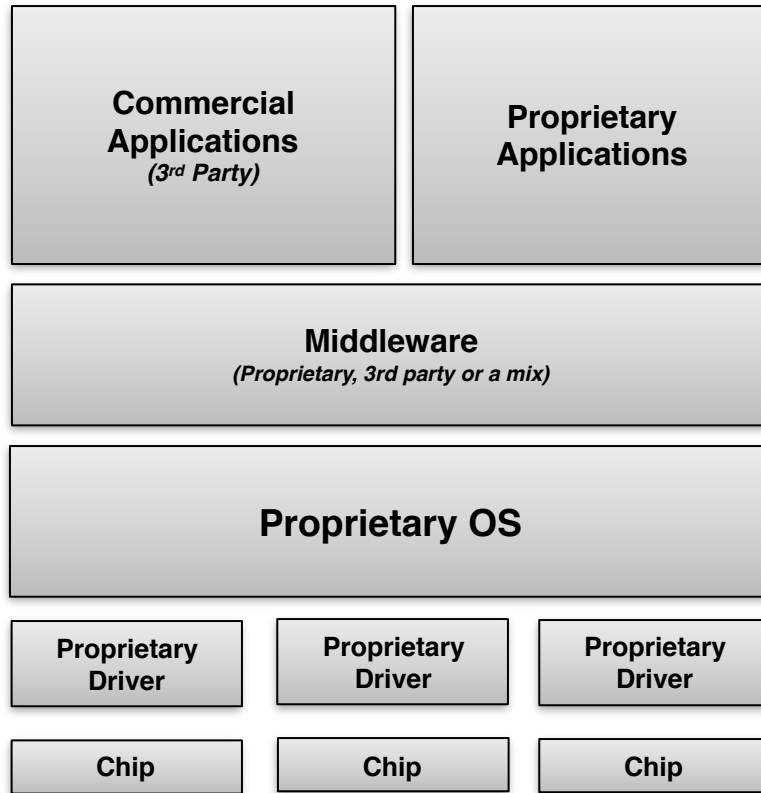 Commercial
Applications
(3rd Party)
Proprietary
Applications
Middleware
(Proprietary, 3rd party or a mix)
Proprietary OS
Proprietary
Driver
Proprietary
Driver
Proprietary
Driver
Chip
Chip
Chip